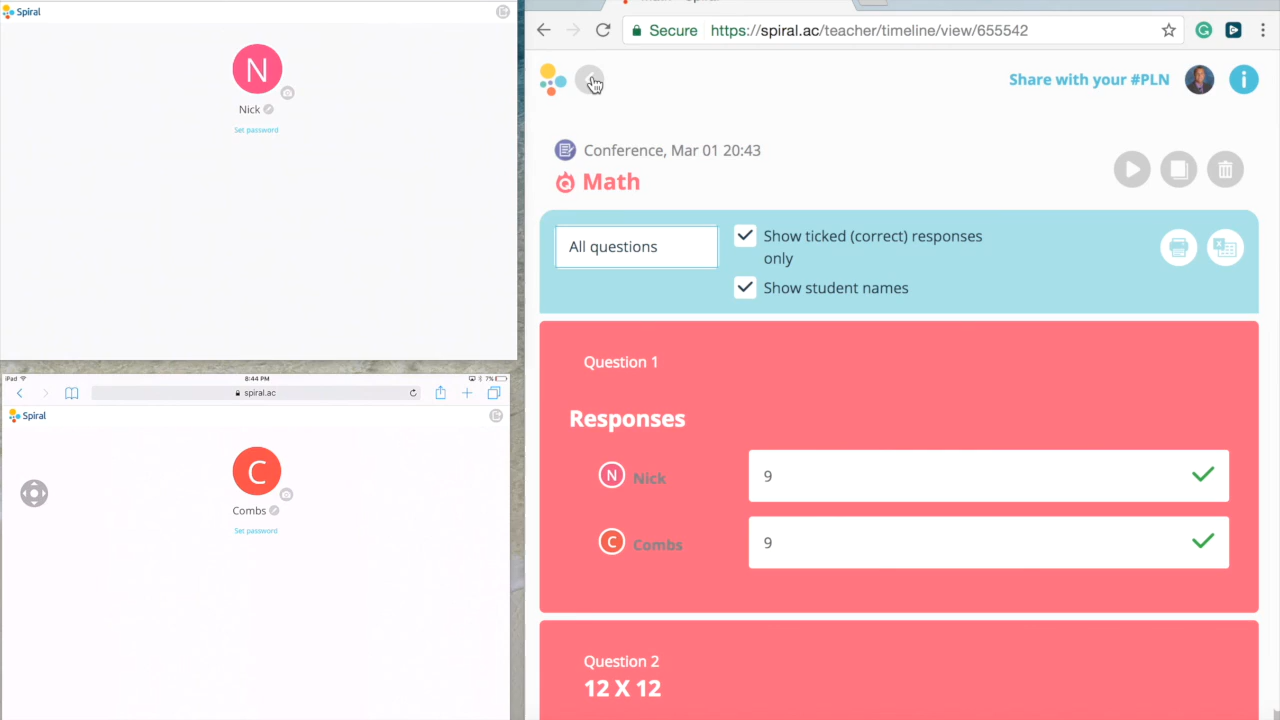 Spiral
N
Nick
Set password
iPad
8:44 PM
7%
spiral.ac
Spiral
C
Combs
Set password
Secure
https://spiral.ac/teacher/timeline/view/655542
Share with your #PLN
i
Conference, Mar 01 20:43
Math
All questions
Show ticked (correct) responses
only
Show student names
Question 1
Responses
N Nick 9
C Combs 9
Question 2
12 X 12